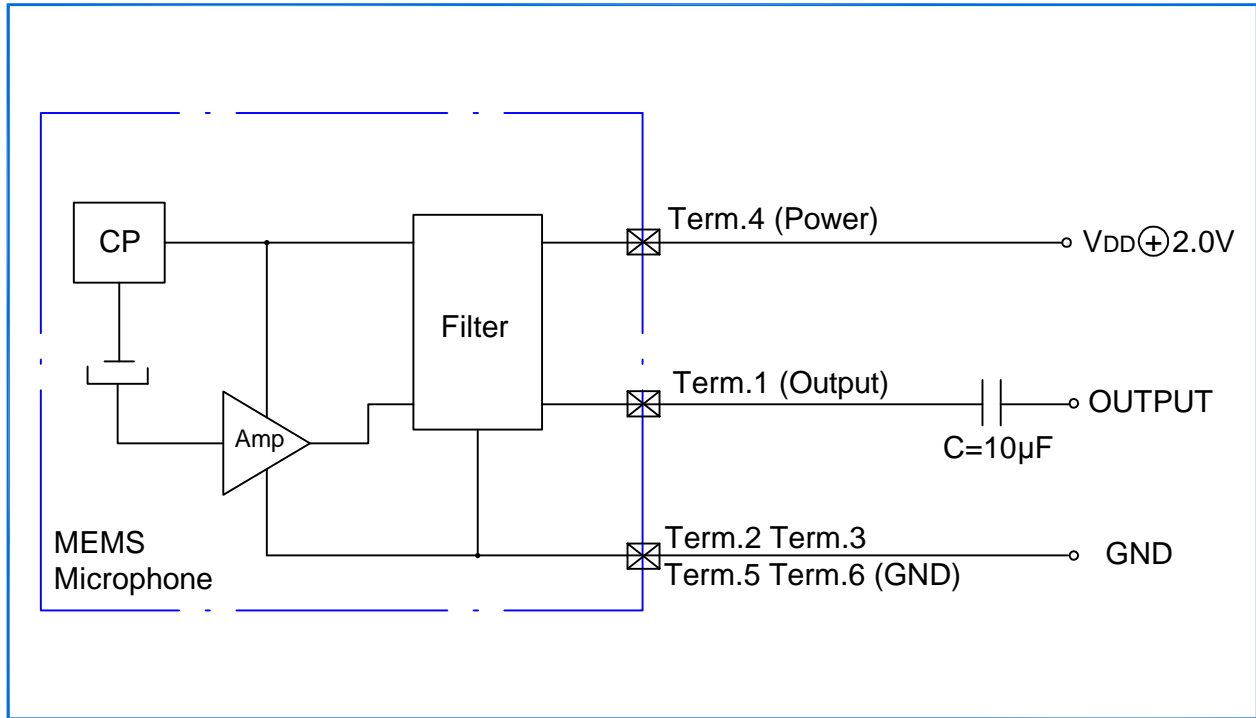 CP
Term.4 (Power)
VDD⊕2.0V
Filter
Term.1 (Output)
OUTPUT
Amp
C=10µF
MEMS
Microphone
Term.2 Term.3
GND
Term.5 Term.6 (GND)